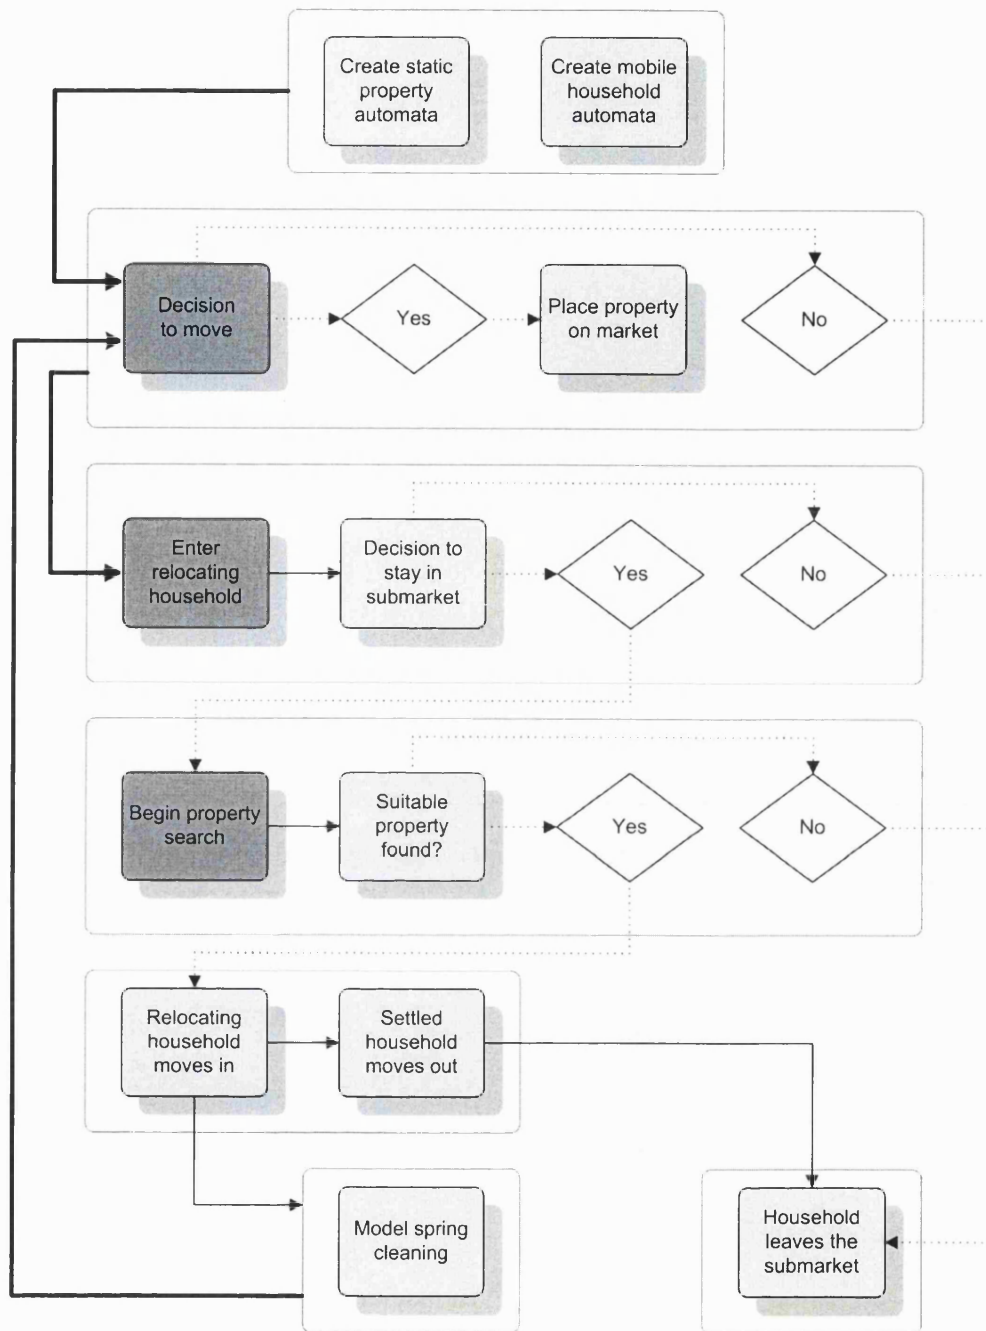 Create static
property
automata
Create mobile
household
automata
Decision
to move
Yes
Place property
on market
No
Enter
relocating
household
Decision to
stay in
submarket
Yes
No
Begin property
search
Suitable
property
found?
Yes
No
Relocating
household
moves in
Settled
household
moves out
Model spring
cleaning
Household
leaves the
submarket